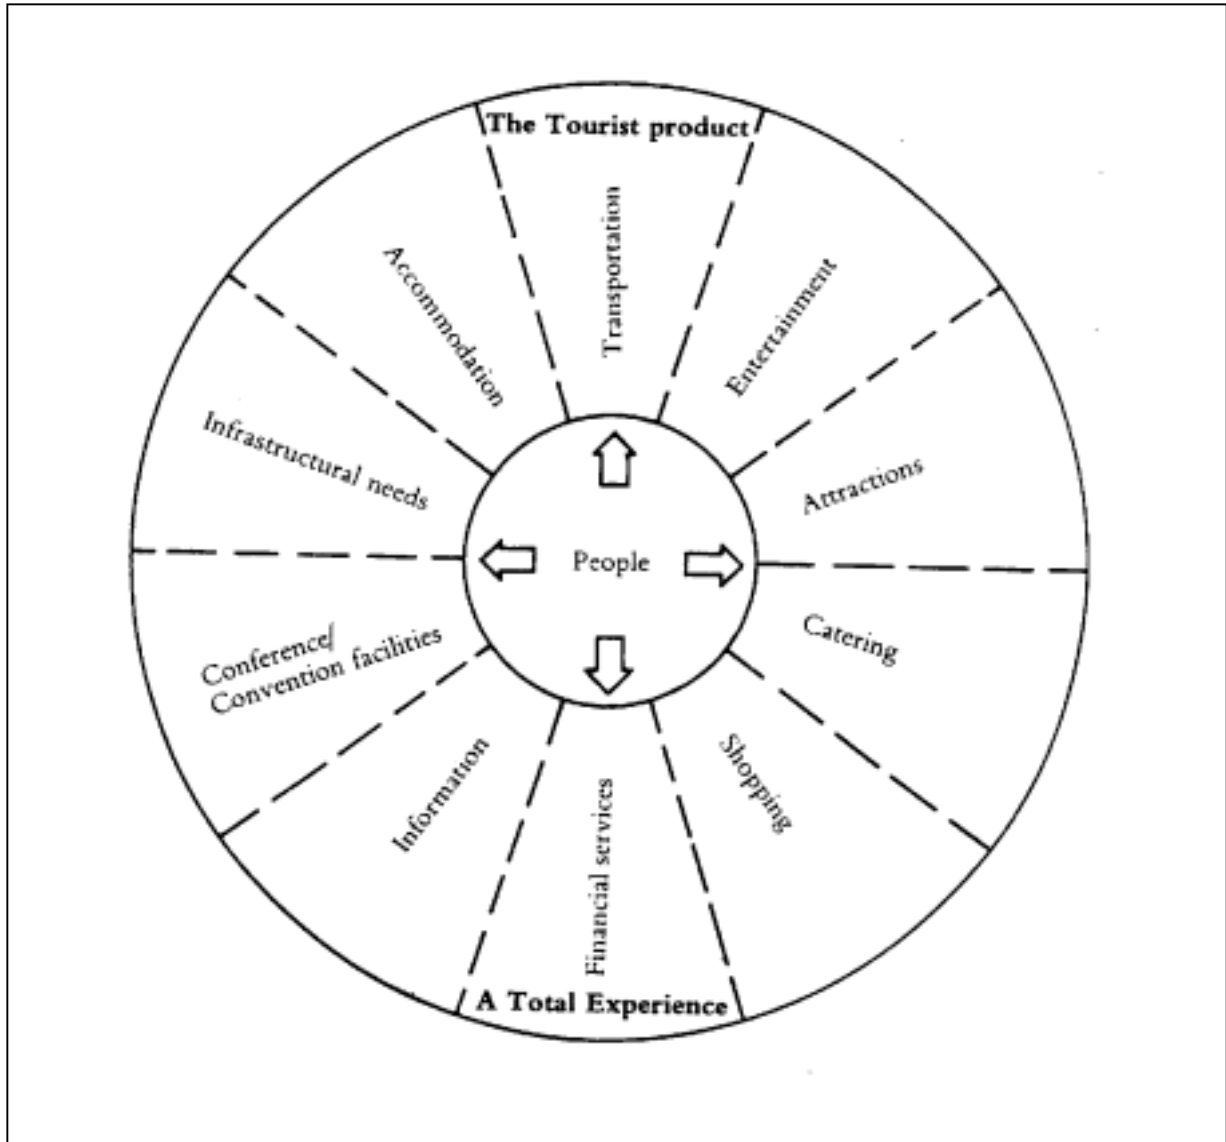 The Tourist product
Transportation
Entertainment
Attractions
Catering
Shopping
Financial services
Information
Conference/
Convention facilities
Infrastructural needs
Accommodation
People
A Total Experience